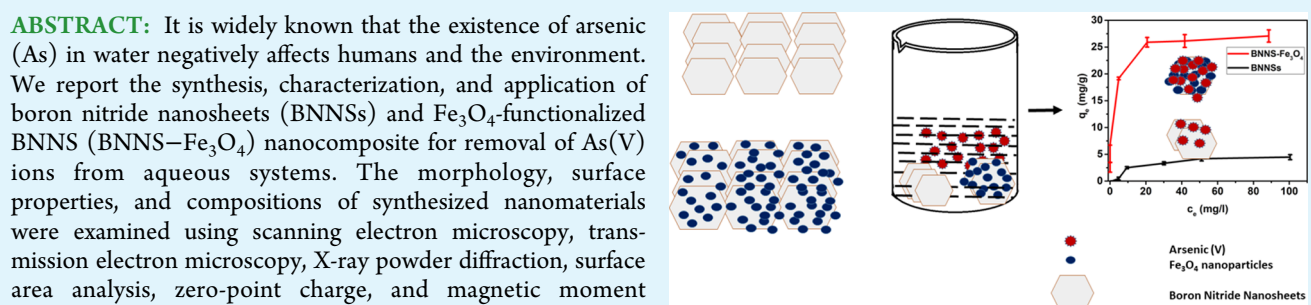 ABSTRACT: It is widely known that the existence of arsenic
(As) in water negatively affects humans and the environment.
We report the synthesis, characterization, and application of
boron nitride nanosheets (BNNSs) and Fe₃O₄-functionalized
BNNS (BNNS−Fe₃O₄) nanocomposite for removal of As(V)
ions from aqueous systems. The morphology, surface
properties, and compositions of synthesized nanomaterials
were examined using scanning electron microscopy, trans-
mission electron microscopy, X-ray powder diffraction, surface
area analysis, zero-point charge, and magnetic moment
30
25
20
15
10
5
0
qₑ (mg/g)
BNNS-Fe₃O₄
BNNSs
0 20 40 60 80 100
cₑ (mg/l)
Arsenic (V)
Fe₃O₄ nanoparticles
Boron Nitride Nanosheets